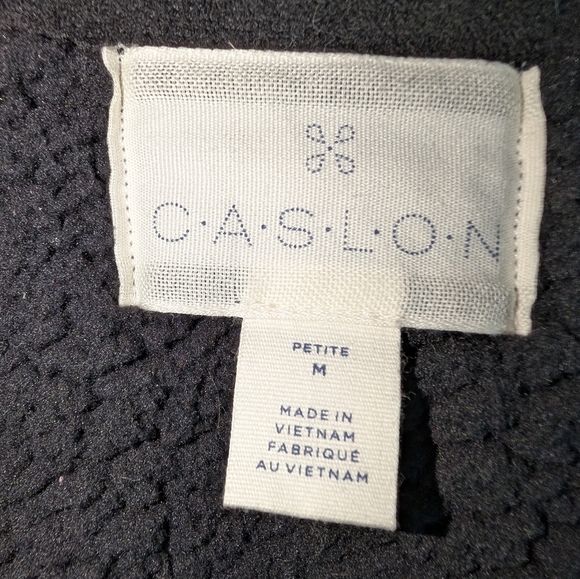 C·A·S·L·O·N
PETITE
M
MADE IN
VIETNAM
FABRIQUÉ
AU VIETNAM